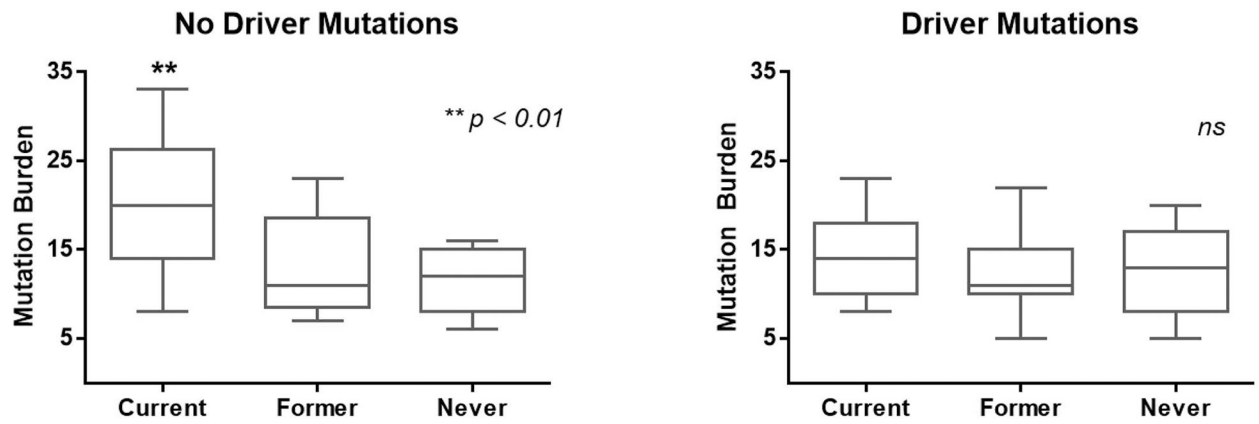 No Driver Mutations
35
25
15
5
Mutation Burden
**
** p < 0.01
Current Former Never
Driver Mutations
35
25
15
5
Mutation Burden
ns
Current Former Never